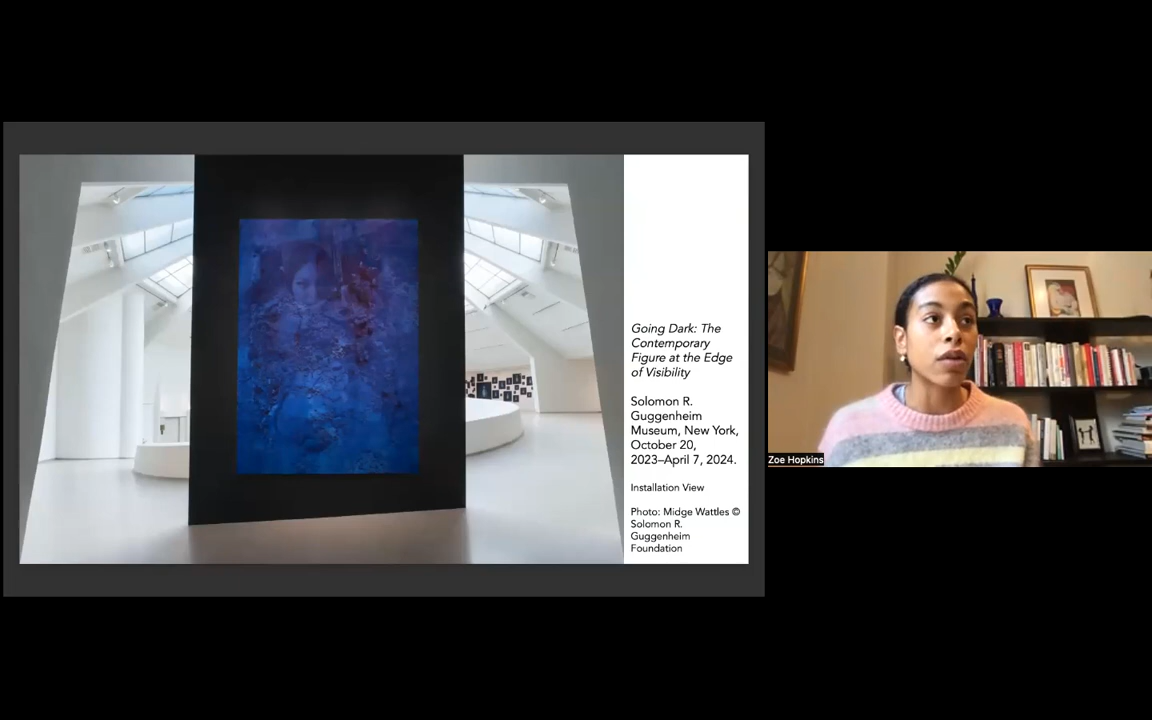 Going Dark: The
Contemporary
Figure at the Edge
of Visibility
Solomon R.
Guggenheim
Museum, New York,
October 20,
2023–April 7, 2024.
Installation View
Photo: Midge Wattles ©
Solomon R.
Guggenheim
Foundation
Zoe Hopkins